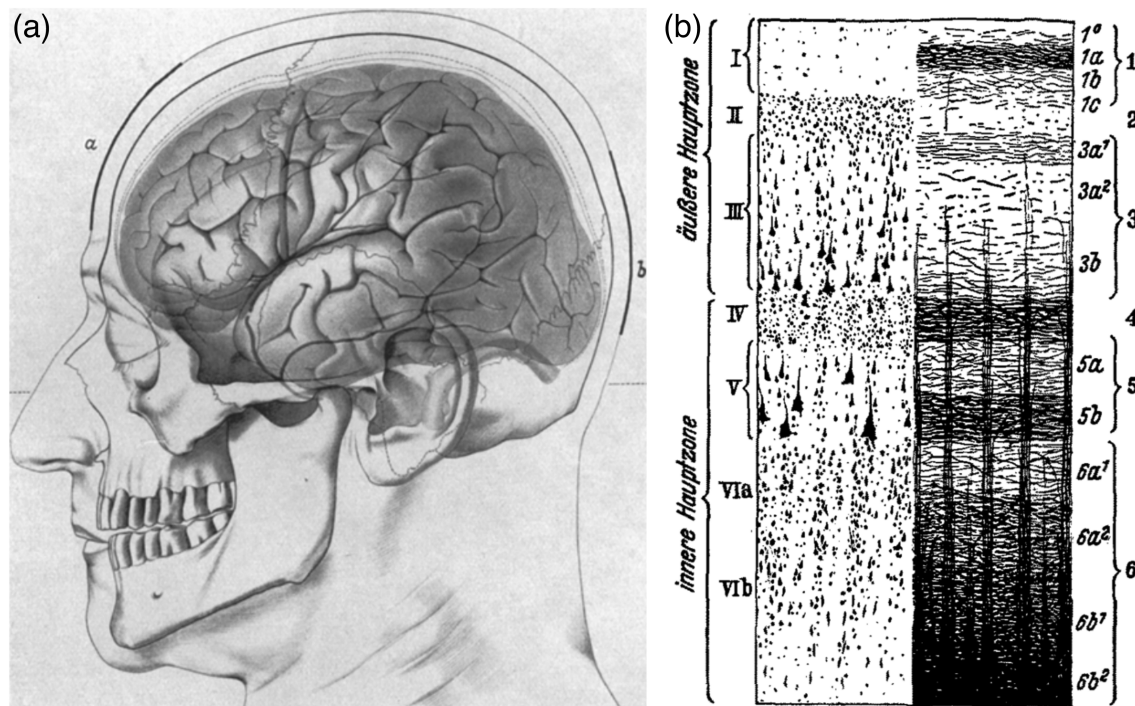 (a)
a
b
(b)
äußere Hauptzone
innere Hauptzone
I
II
III
IV
V
VIa
VIb
1º
1a
1b
1c
3a¹
3a²
3b
5a
5b
6a¹
6a²
6b¹
6b²
1
2
3
4
5
6